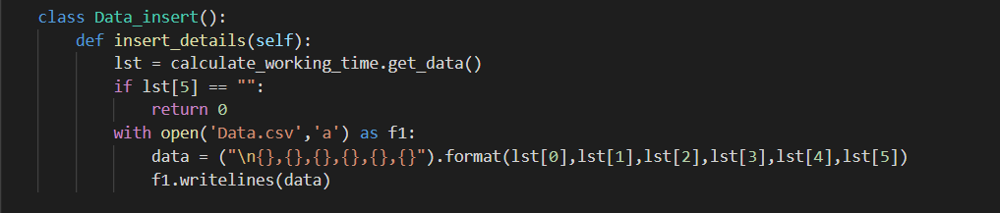 class Data_insert():
    def insert_details(self):
        lst = calculate_working_time.get_data()
        if lst[5] == "":
            return 0
        with open('Data.csv','a') as f1:
            data = ("\n{},{},{},{},{},{}").format(lst[0],lst[1],lst[2],lst[3],lst[4],lst[5])
            f1.writelines(data)